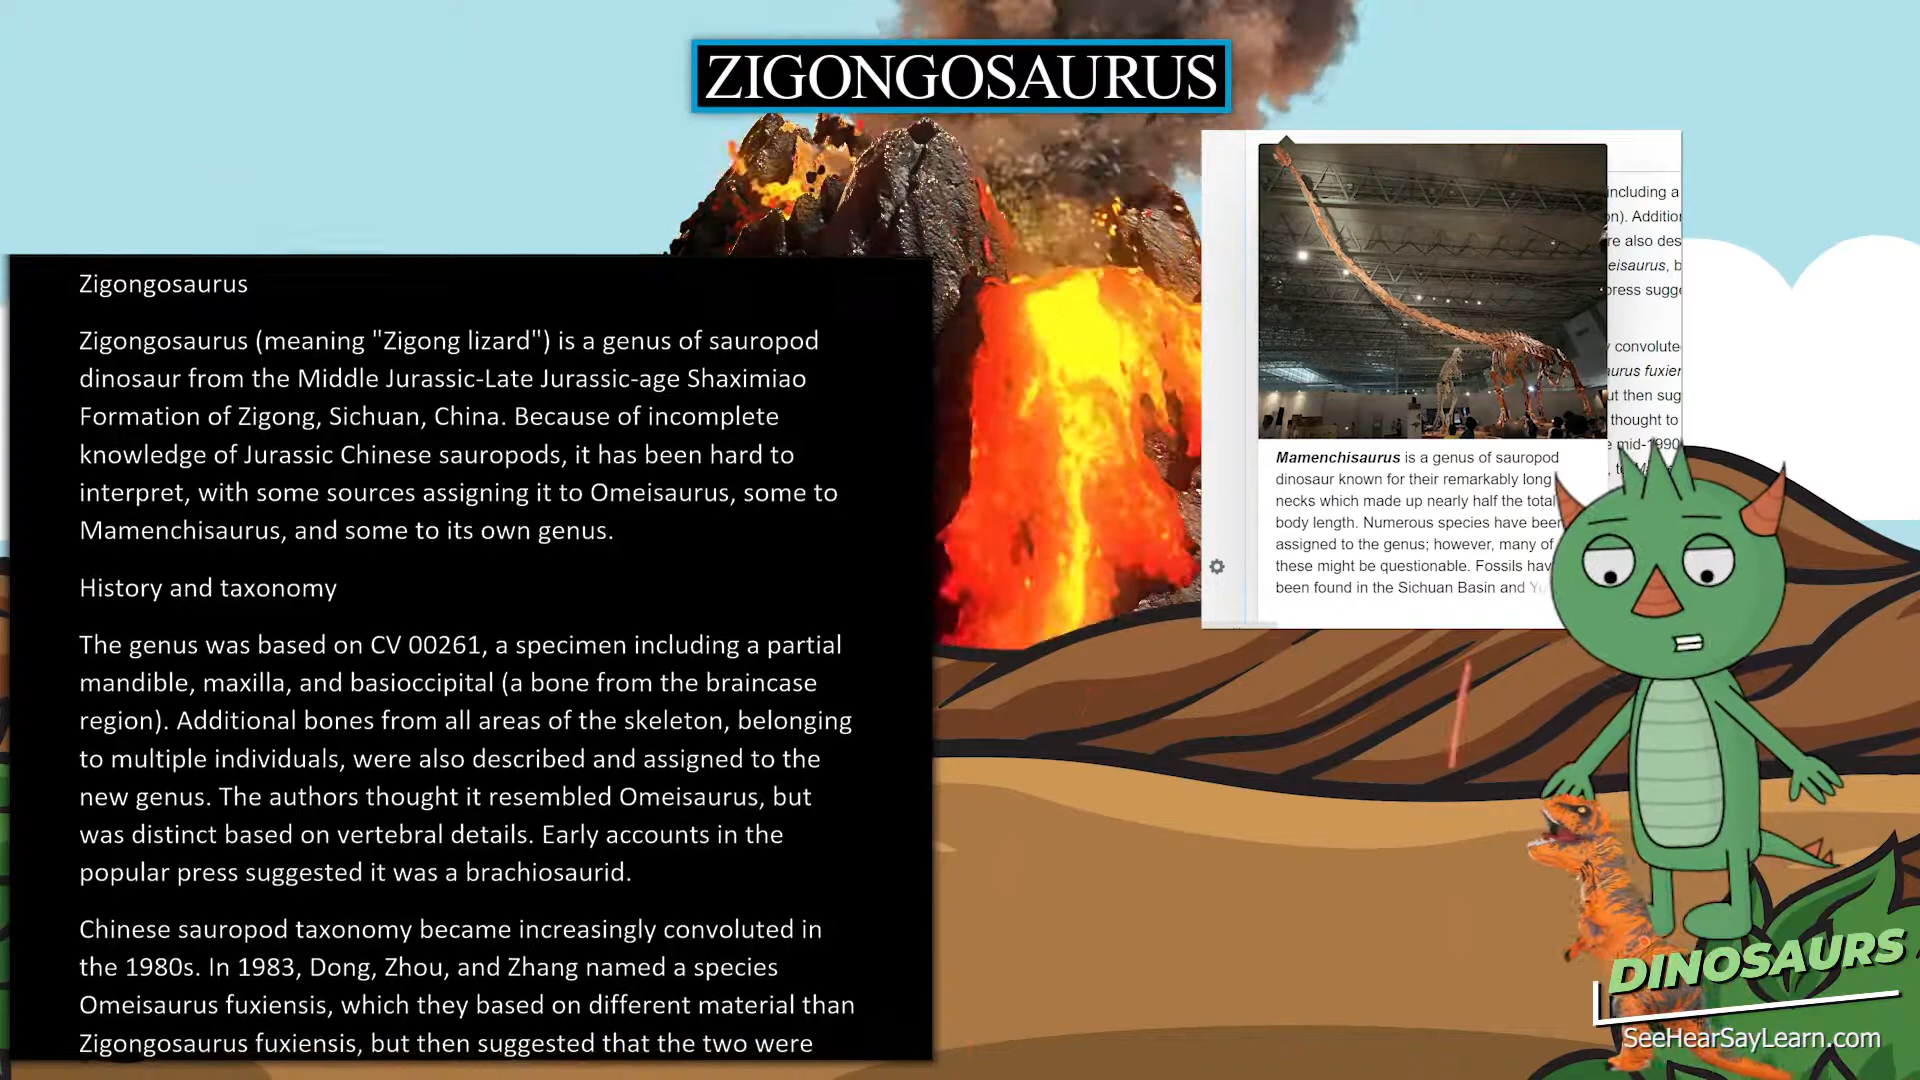 ZIGONGOSAURUS
Zigongosaurus
Zigongosaurus (meaning "Zigong lizard") is a genus of sauropod
dinosaur from the Middle Jurassic-Late Jurassic-age Shaximiao
Formation of Zigong, Sichuan, China. Because of incomplete
knowledge of Jurassic Chinese sauropods, it has been hard to
interpret, with some sources assigning it to Omeisaurus, some to
Mamenchisaurus, and some to its own genus.
History and taxonomy
The genus was based on CV 00261, a specimen including a partial
mandible, maxilla, and basioccipital (a bone from the braincase
region). Additional bones from all areas of the skeleton, belonging
to multiple individuals, were also described and assigned to the
new genus. The authors thought it resembled Omeisaurus, but
was distinct based on vertebral details. Early accounts in the
popular press suggested it was a brachiosaurid.
Chinese sauropod taxonomy became increasingly convoluted in
the 1980s. In 1983, Dong, Zhou, and Zhang named a species
Omeisaurus fuxiensis, which they based on different material than
Zigongosaurus fuxiensis, but then suggested that the two were
including a
on). Additio
re also des
eisaurus, b
press sugge
convolute
aurus fuxier
ut then sug
thought to
mid-1990
Mamenchisaurus is a genus of sauropod
dinosaur known for their remarkably long
necks which made up nearly half the total
body length. Numerous species have been
assigned to the genus; however, many of
these might be questionable. Fossils hav
been found in the Sichuan Basin and Yu
DINOSAURS
SeeHearSayLearn.com